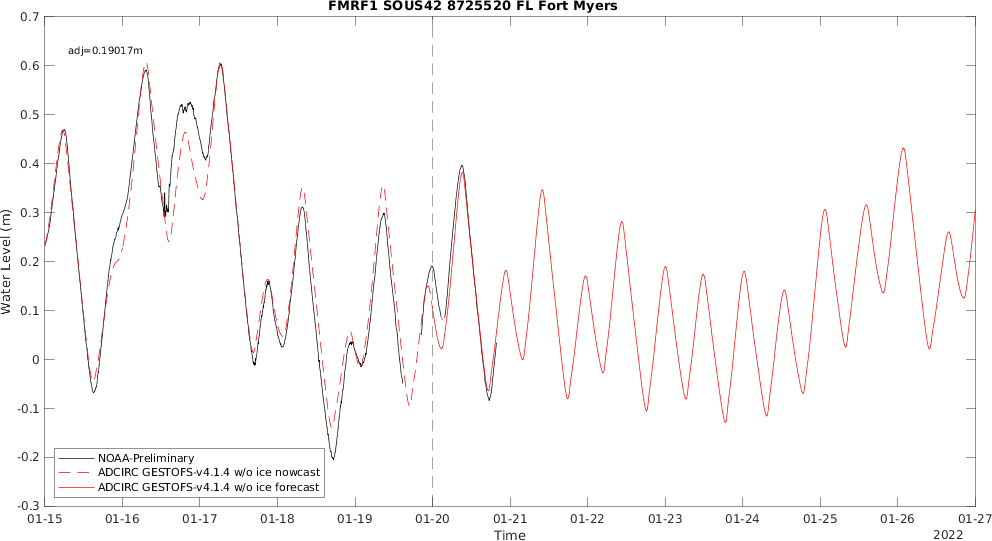 FMRF1 SOUS42 8725520 FL Fort Myers
adj=0.19017m
0.7
0.6
0.5
0.4
0.3
0.2
0.1
0
-0.1
-0.2
-0.3
Water Level (m)
NOAA-Preliminary
ADCIRC GESTOFS-v4.1.4 w/o ice nowcast
ADCIRC GESTOFS-v4.1.4 w/o ice forecast
01-15 01-16 01-17 01-18 01-19 01-20 01-21 01-22 01-23 01-24 01-25 01-26 01-27
Time
2022